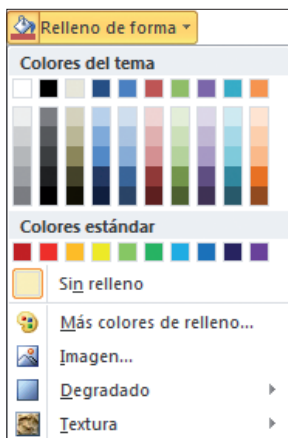 Relleno de forma
Colores del tema
Colores estándar
Sin relleno
Más colores de relleno...
Imagen...
Degradado
Textura